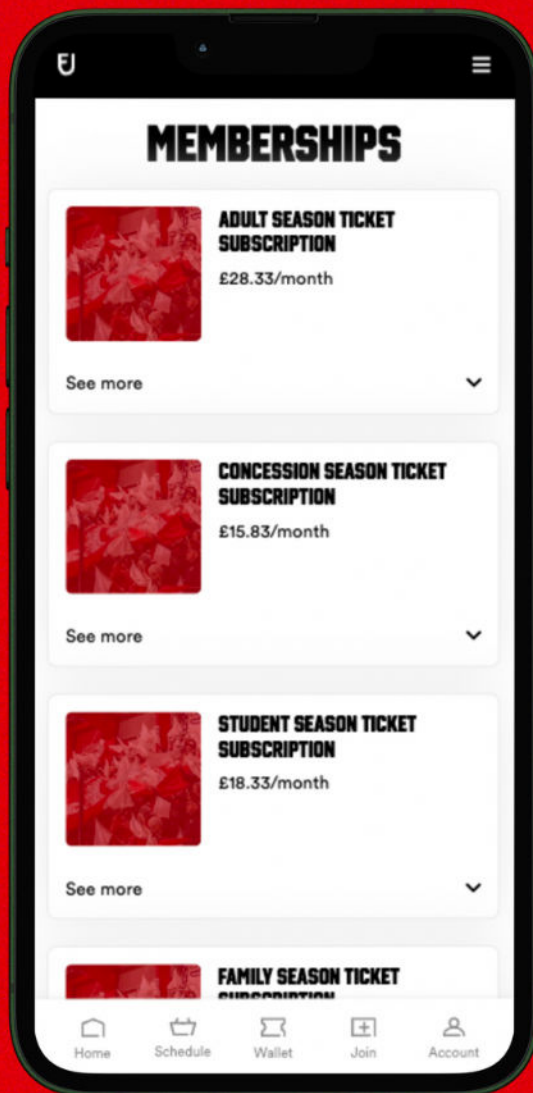 MEMBERSHIPS
ADULT SEASON TICKET
SUBSCRIPTION
£28.33/month
See more
CONCESSION SEASON TICKET
SUBSCRIPTION
£15.83/month
See more
STUDENT SEASON TICKET
SUBSCRIPTION
£18.33/month
See more
FAMILY SEASON TICKET
SUBSCRIPTION
Home Schedule Wallet Join Account